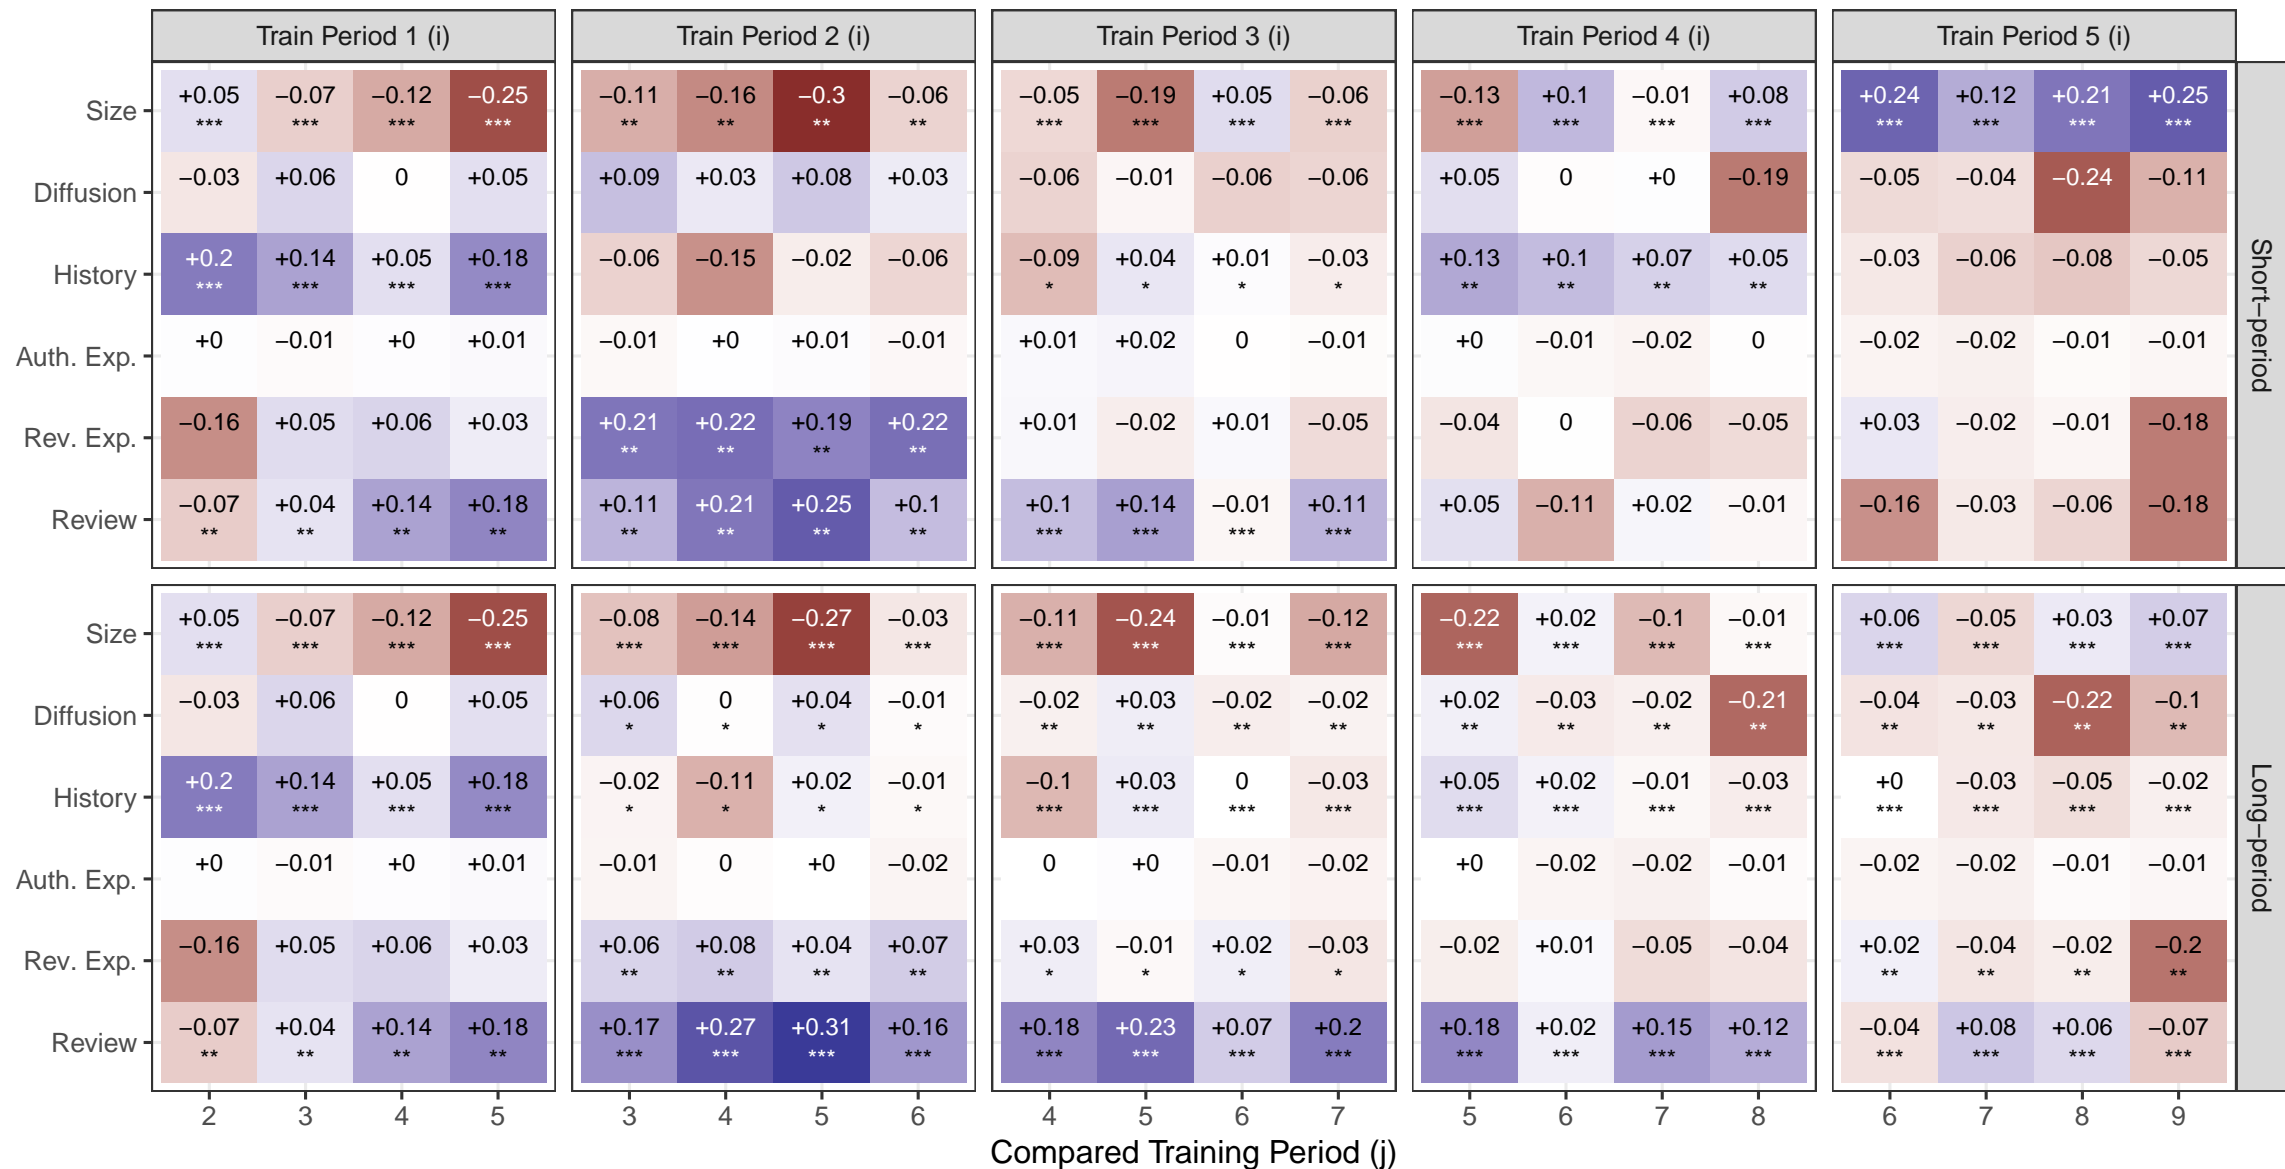 Train Period 1 (i) Train Period 2 (i) Train Period 3 (i) Train Period 4 (i) Train Period 5 (i)
Short−period
Size +0.05 −0.07 −0.12 −0.25 −0.11 −0.16 −0.3 −0.06 −0.05 −0.19 +0.05 −0.06 −0.13 +0.1 −0.01 +0.08 +0.24 +0.12 +0.21 +0.25
*** *** *** *** ** ** ** ** *** *** *** *** *** *** *** *** *** *** *** ***
Diffusion −0.03 +0.06 0 +0.05 +0.09 +0.03 +0.08 +0.03 −0.06 −0.01 −0.06 −0.06 +0.05 0 +0 −0.19 −0.05 −0.04 −0.24 −0.11
History +0.2 +0.14 +0.05 +0.18 −0.06 −0.15 −0.02 −0.06 −0.09 +0.04 +0.01 −0.03 +0.13 +0.1 +0.07 +0.05 −0.03 −0.06 −0.08 −0.05
*** *** *** *** * * * * ** ** ** **
Auth. Exp. +0 −0.01 +0 +0.01 −0.01 +0 +0.01 −0.01 +0.01 +0.02 0 −0.01 +0 −0.01 −0.02 0 −0.02 −0.02 −0.01 −0.01
Rev. Exp. −0.16 +0.05 +0.06 +0.03 +0.21 +0.22 +0.19 +0.22 +0.01 −0.02 +0.01 −0.05 −0.04 0 −0.06 −0.05 +0.03 −0.02 −0.01 −0.18
** ** ** **
Review −0.07 +0.04 +0.14 +0.18 +0.11 +0.21 +0.25 +0.1 +0.1 +0.14 −0.01 +0.11 +0.05 −0.11 +0.02 −0.01 −0.16 −0.03 −0.06 −0.18
** ** ** ** ** ** ** ** *** *** *** ***
Long−period
Size +0.05 −0.07 −0.12 −0.25 −0.08 −0.14 −0.27 −0.03 −0.11 −0.24 −0.01 −0.12 −0.22 +0.02 −0.1 −0.01 +0.06 −0.05 +0.03 +0.07
*** *** *** *** *** *** *** *** *** *** *** *** *** *** *** *** *** *** *** ***
Diffusion −0.03 +0.06 0 +0.05 +0.06 0 +0.04 −0.01 −0.02 +0.03 −0.02 −0.02 +0.02 −0.03 −0.02 −0.21 −0.04 −0.03 −0.22 −0.1
* * * * ** ** ** ** ** ** ** ** ** ** ** **
History +0.2 +0.14 +0.05 +0.18 −0.02 −0.11 +0.02 −0.01 −0.1 +0.03 0 −0.03 +0.05 +0.02 −0.01 −0.03 +0 −0.03 −0.05 −0.02
*** *** *** *** * * * * *** *** *** *** *** *** *** *** *** *** *** ***
Auth. Exp. +0 −0.01 +0 +0.01 −0.01 0 +0 −0.02 0 +0 −0.01 −0.02 +0 −0.02 −0.02 −0.01 −0.02 −0.02 −0.01 −0.01
Rev. Exp. −0.16 +0.05 +0.06 +0.03 +0.06 +0.08 +0.04 +0.07 +0.03 −0.01 +0.02 −0.03 −0.02 +0.01 −0.05 −0.04 +0.02 −0.04 −0.02 −0.2
** ** ** ** * * * * ** ** ** **
Review −0.07 +0.04 +0.14 +0.18 +0.17 +0.27 +0.31 +0.16 +0.18 +0.23 +0.07 +0.2 +0.18 +0.02 +0.15 +0.12 −0.04 +0.08 +0.06 −0.07
** ** ** ** *** *** *** *** *** *** *** *** *** *** *** *** *** *** *** ***
2 3 4 5 3 4 5 6 4 5 6 7 5 6 7 8 6 7 8 9
Compared Training Period (j)